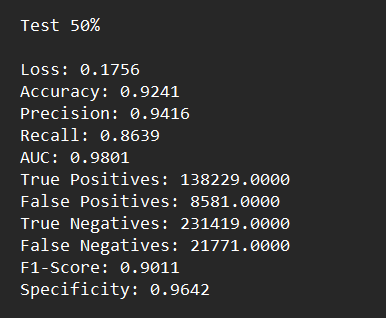 Test 50%
Loss: 0.1756
Accuracy: 0.9241
Precision: 0.9416
Recall: 0.8639
AUC: 0.9801
True Positives: 138229.0000
False Positives: 8581.0000
True Negatives: 231419.0000
False Negatives: 21771.0000
F1-Score: 0.9011
Specificity: 0.9642